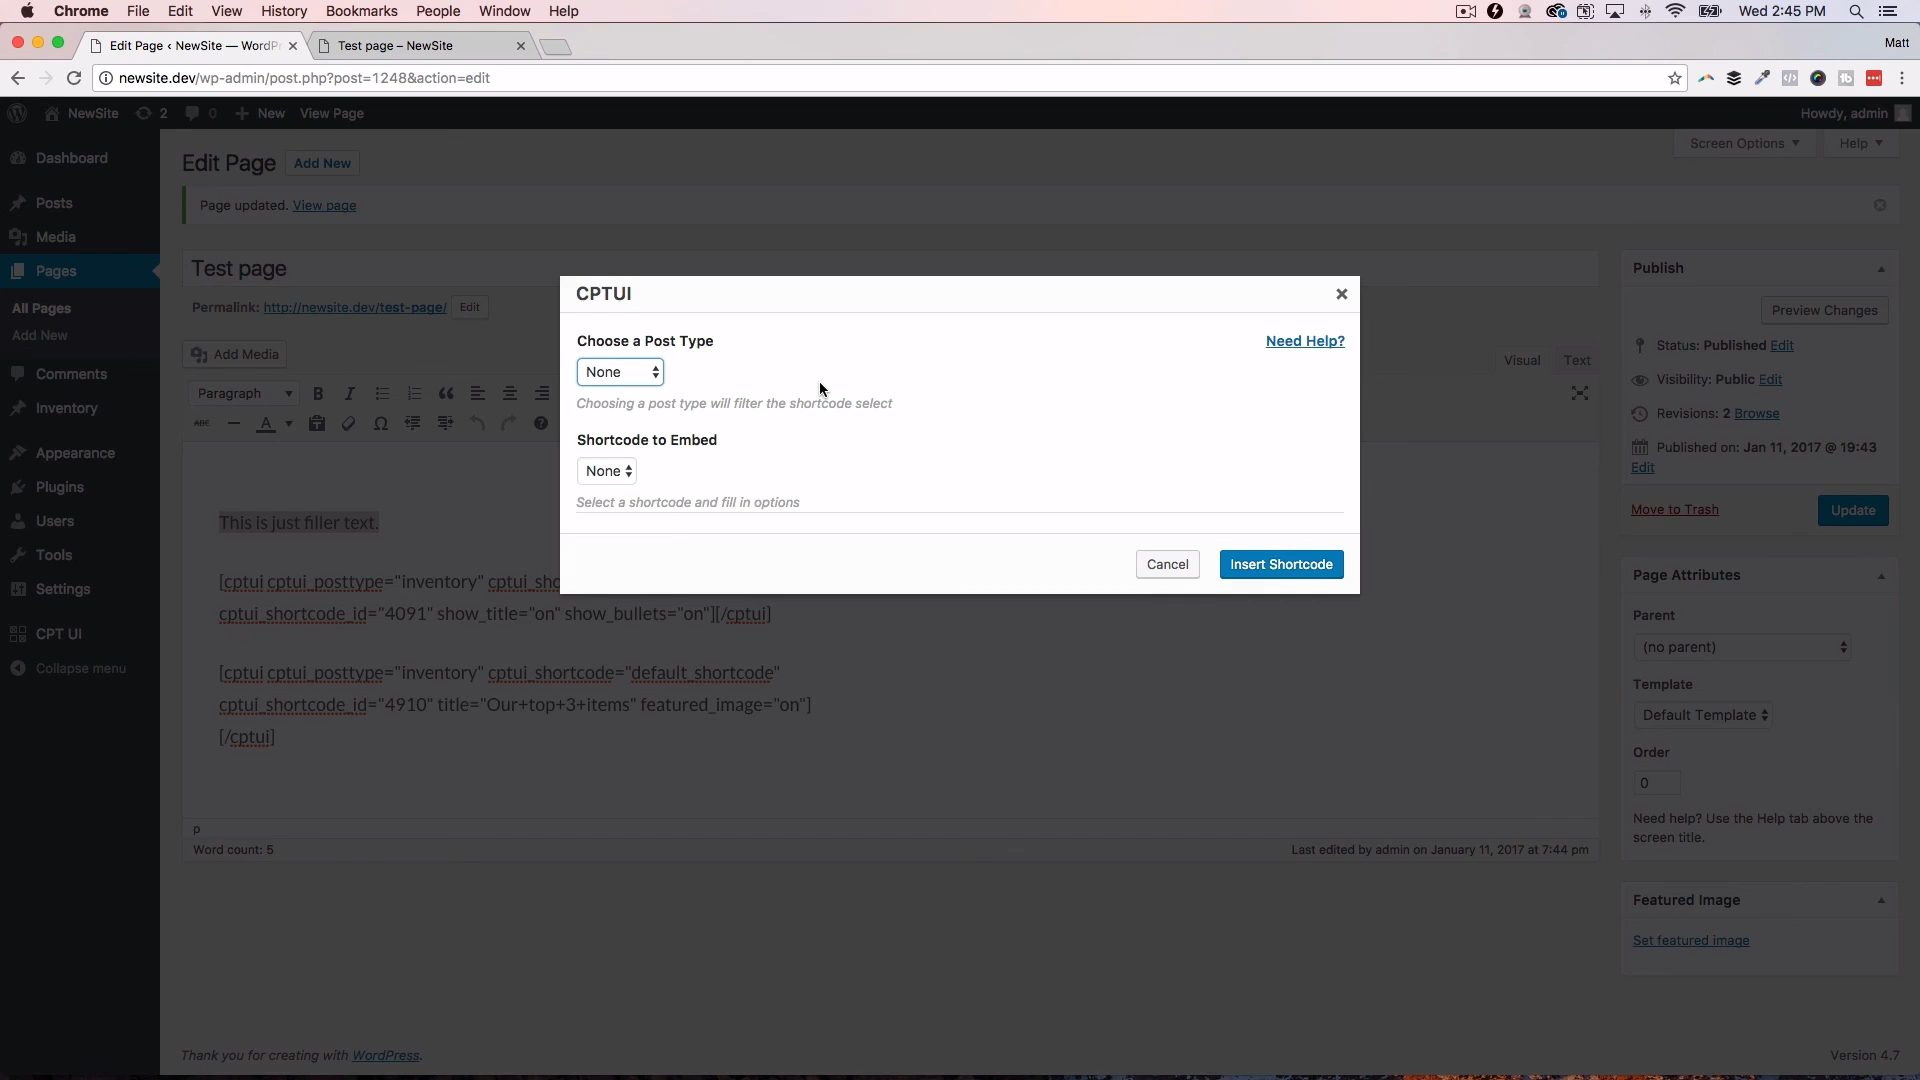 Chrome File Edit View History Bookmarks People Window Help Wed 2:45 PM
Edit Page ‹ NewSite — WordPr Test page – NewSite Matt
newsite.dev/wp-admin/post.php?post=1248&action=edit
NewSite 2 0 New View Page Howdy, admin
Dashboard
Posts
Media
Pages
All Pages
Add New
Comments
Inventory
Appearance
Plugins
Users
Tools
Settings
CPT UI
Collapse menu
Screen Options Help
Edit Page Add New
Page updated. View page
Test page
Permalink: http://newsite.dev/test-page/ Edit
Add Media
Visual Text
Paragraph B I
ABC A
This is just filler text.
[cptui cptui_posttype="inventory" cptui_sho
cptui_shortcode_id="4091" show_title="on" show_bullets="on"][/cptui]
[cptui cptui_posttype="inventory" cptui_shortcode="default_shortcode"
cptui_shortcode_id="4910" title="Our+top+3+items" featured_image="on"]
[/cptui]
p
Word count: 5 Last edited by admin on January 11, 2017 at 7:44 pm
CPTUI
Choose a Post Type Need Help?
None
Choosing a post type will filter the shortcode select
Shortcode to Embed
None
Select a shortcode and fill in options
Cancel Insert Shortcode
Publish
Preview Changes
Status: Published Edit
Visibility: Public Edit
Revisions: 2 Browse
Published on: Jan 11, 2017 @ 19:43
Edit
Move to Trash Update
Page Attributes
Parent
(no parent)
Template
Default Template
Order
0
Need help? Use the Help tab above the
screen title.
Featured Image
Set featured image
Thank you for creating with WordPress. Version 4.7